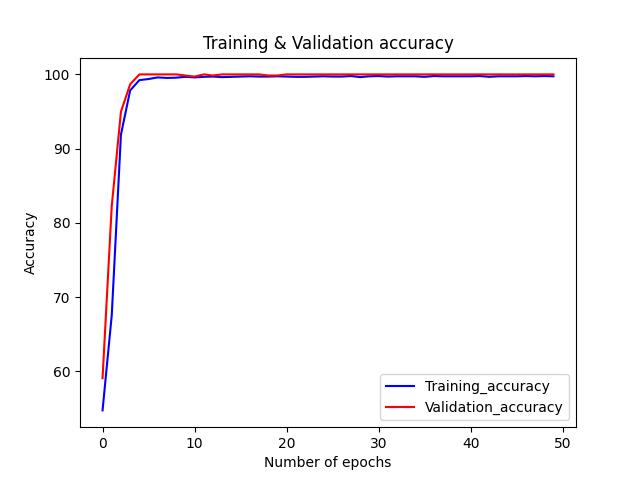 Training & Validation accuracy
100
90
80
70
60
Accuracy
Training_accuracy
Validation_accuracy
0 10 20 30 40 50
Number of epochs